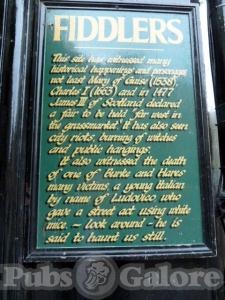 FIDDLERS
This site has witnessed many
historical happenings and personages,
not least Mary of Guise (1538)
Charles I (1663) and in 1477
James III of Scotland declared
a fair to be held 'far west in
the grassmarket'. It has also seen
city riots, burning of witches
and public hangings.
It also witnessed the death
of one of Burke and Hares
many victims, a young Italian
by name of Ludovico who
gave a street act using white
mice. - look around - he is
said to haunt us still.
PUBS GALORE